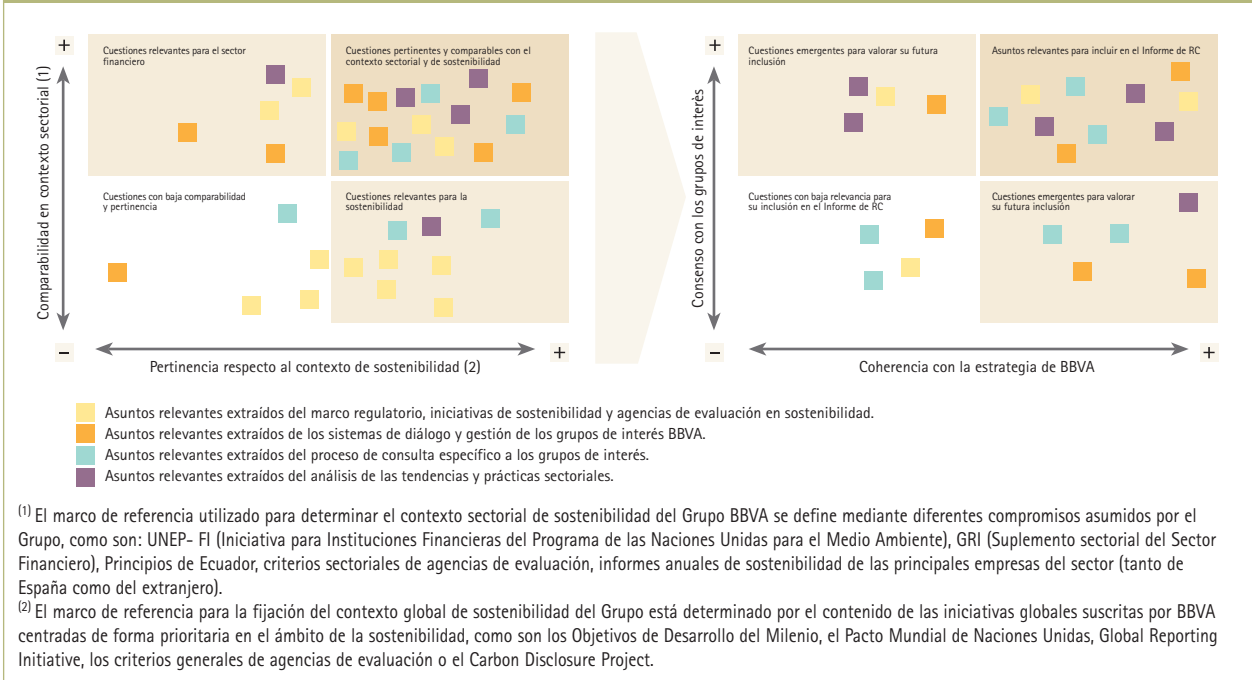 +
Comparabilidad en contexto sectorial (1)
−
Cuestiones relevantes para el sector
financiero
Cuestiones pertinentes y comparables con el
contexto sectorial y de sostenibilidad
Cuestiones con baja comparabilidad
y pertinencia
Cuestiones relevantes para la
sostenibilidad
Pertinencia respecto al contexto de sostenibilidad (2)
+
+
Consenso con los grupos de interés
−
Cuestiones emergentes para valorar su futura
inclusión
Asuntos relevantes para incluir en el Informe de RC
Cuestiones con baja relevancia para
su inclusión en el Informe de RC
Cuestiones emergentes para valorar
su futura inclusión
Coherencia con la estrategia de BBVA
+
Asuntos relevantes extraídos del marco regulatorio, iniciativas de sostenibilidad y agencias de evaluación en sostenibilidad.
Asuntos relevantes extraídos de los sistemas de diálogo y gestión de los grupos de interés BBVA.
Asuntos relevantes extraídos del proceso de consulta específico a los grupos de interés.
Asuntos relevantes extraídos del análisis de las tendencias y prácticas sectoriales.
(1) El marco de referencia utilizado para determinar el contexto sectorial de sostenibilidad del Grupo BBVA se define mediante diferentes compromisos asumidos por el
Grupo, como son: UNEP- FI (Iniciativa para Instituciones Financieras del Programa de las Naciones Unidas para el Medio Ambiente), GRI (Suplemento sectorial del Sector
Financiero), Principios de Ecuador, criterios sectoriales de agencias de evaluación, informes anuales de sostenibilidad de las principales empresas del sector (tanto de
España como del extranjero).
(2) El marco de referencia para la fijación del contexto global de sostenibilidad del Grupo está determinado por el contenido de las iniciativas globales suscritas por BBVA
centradas de forma prioritaria en el ámbito de la sostenibilidad, como son los Objetivos de Desarrollo del Milenio, el Pacto Mundial de Naciones Unidas, Global Reporting
Initiative, los criterios generales de agencias de evaluación o el Carbon Disclosure Project.